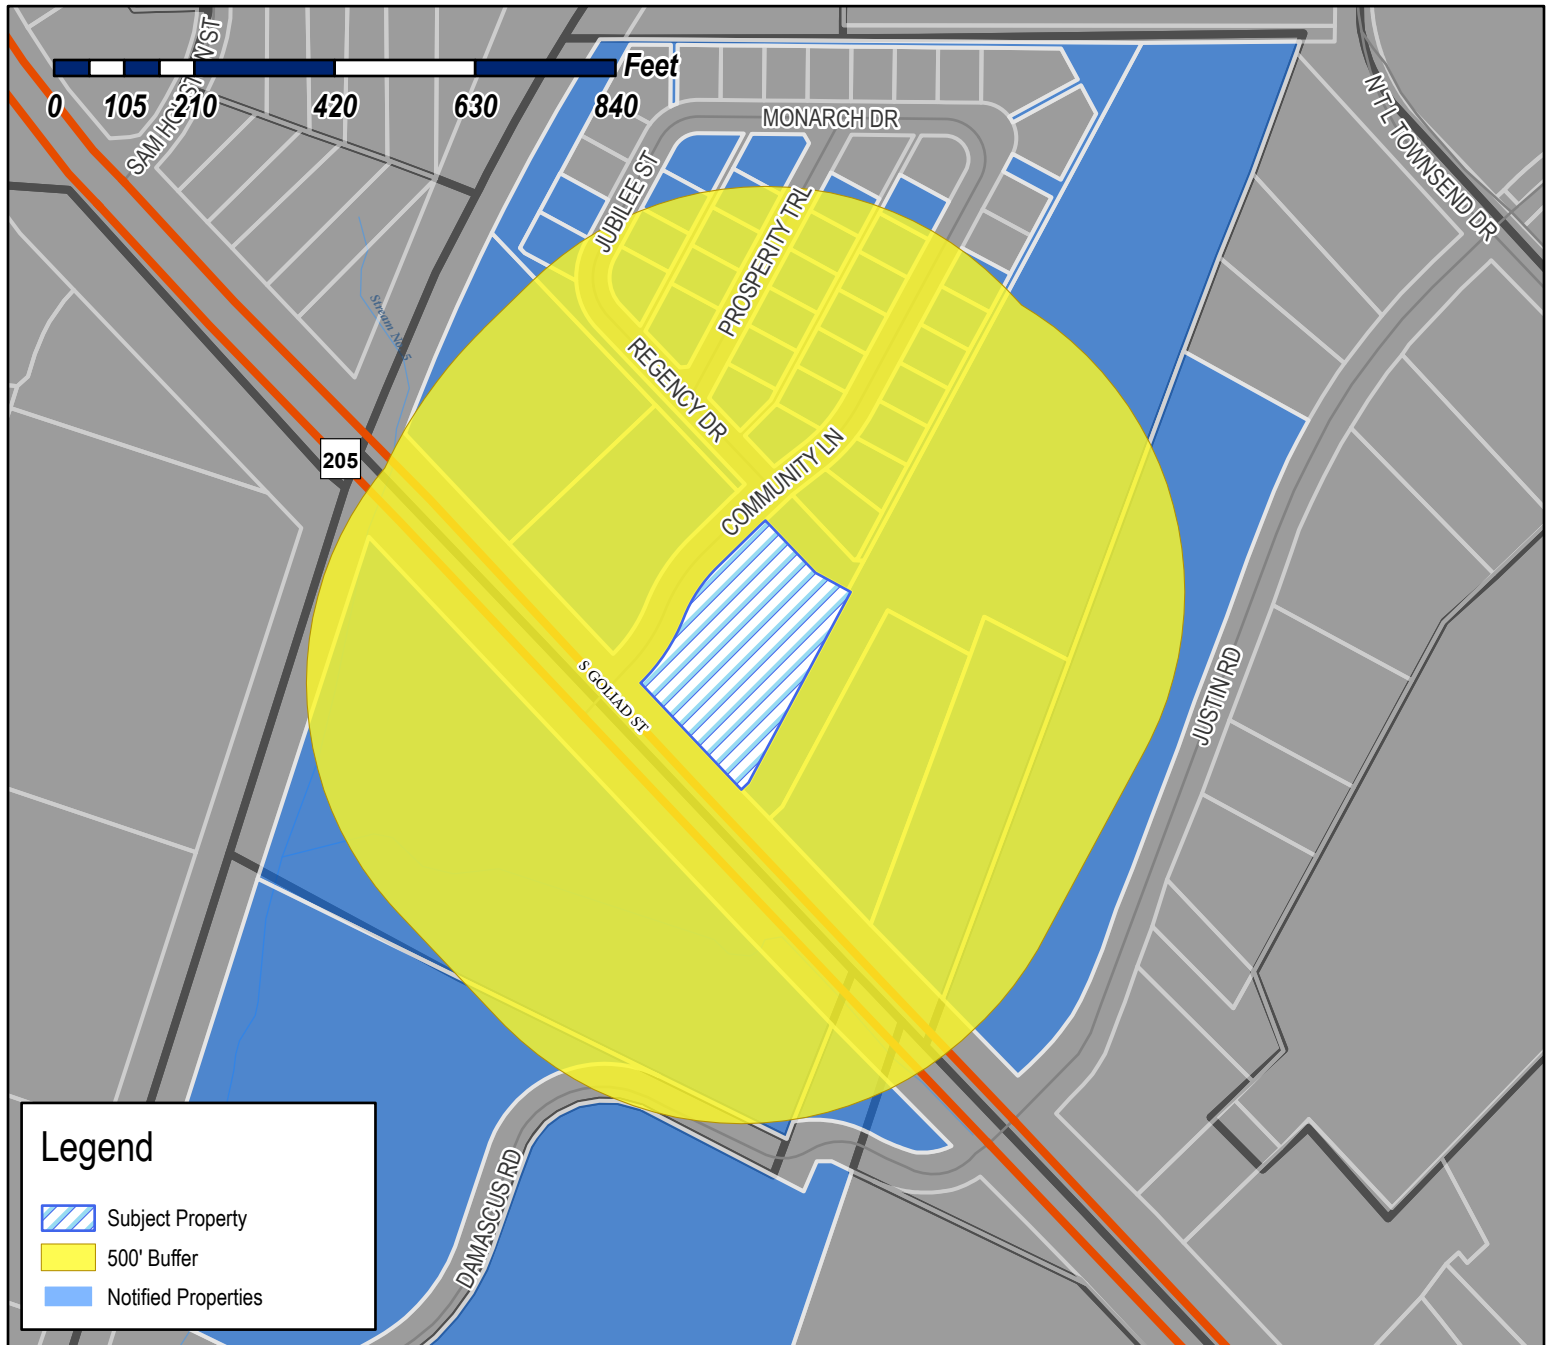 Feet
0 105 210 420 630 840
MONARCH DR
JUBILEE ST
PROSPERITY TRL
N T L TOWNSEND DR
REGENCY DR
COMMUNITY LN
205
S GOLIAD ST
JUSTIN RD
DAMASCUS RD
Legend
Subject Property
500' Buffer
Notified Properties